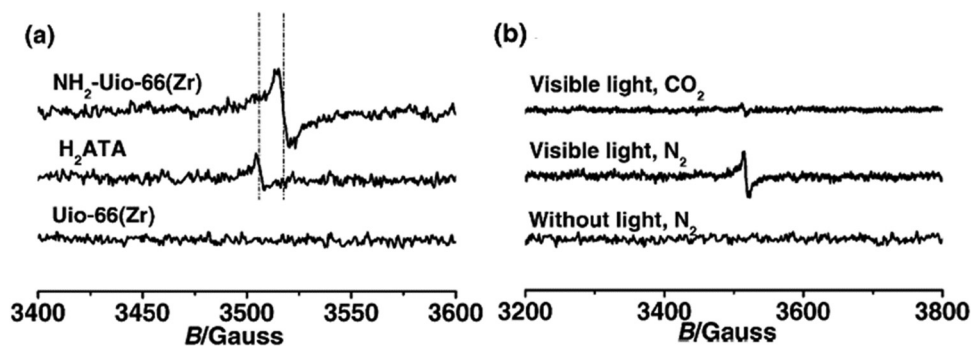 (a)
NH₂-Uio-66(Zr)
H₂ATA
Uio-66(Zr)
3400 3450 3500 3550 3600
B/Gauss
(b)
Visible light, CO₂
Visible light, N₂
Without light, N₂
3200 3400 3600 3800
B/Gauss